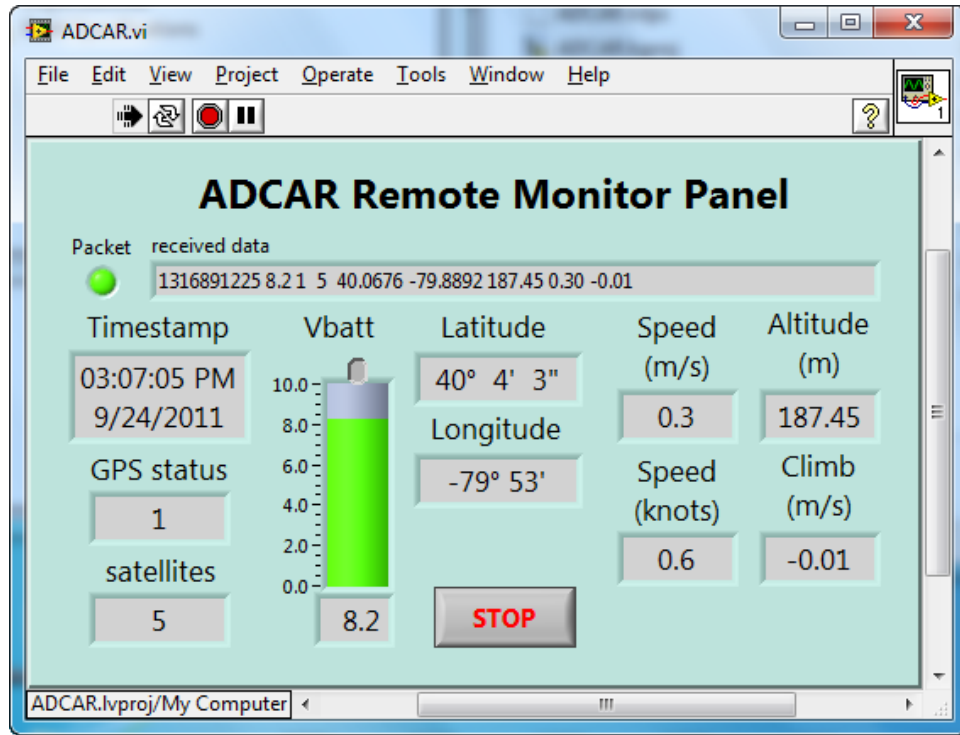 ADCAR.vi
File Edit View Project Operate Tools Window Help
1
ADCAR Remote Monitor Panel
Packet received data
1316891225 8.2 1 5 40.0676 -79.8892 187.45 0.30 -0.01
Timestamp
03:07:05 PM
9/24/2011
GPS status
1
satellites
5
Vbatt
10.0
8.0
6.0
4.0
2.0
0.0
8.2
Latitude
40° 4' 3"
Longitude
-79° 53'
STOP
Speed
(m/s)
0.3
Speed
(knots)
0.6
Altitude
(m)
187.45
Climb
(m/s)
-0.01
ADCAR.lvproj/My Computer